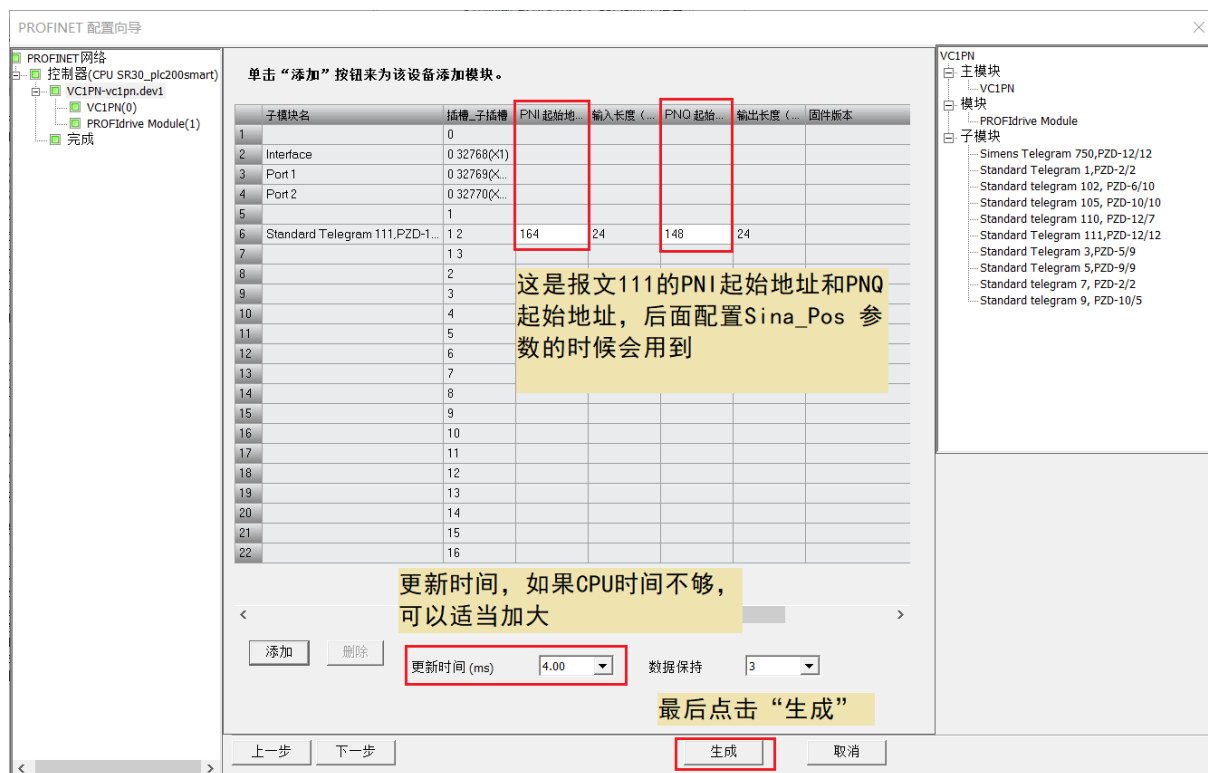 PROFINET 配置向导
PROFINET网络
控制器(CPU SR30_plc200smart)
VC1PN-vc1pn.dev1
VC1PN(0)
PROFIdrive Module(1)
完成
单击“添加”按钮来为该设备添加模块。
子模块名 插槽_子插槽 PNI 起始地... 输入长度（... PNQ 起始... 输出长度（... 固件版本
1 0
2 Interface 0 32768(X1)
3 Port 1 0 32769(X...
4 Port 2 0 32770(X...
5 1
6 Standard Telegram 111,PZD-1... 1 2 164 24 148 24
7 1 3
8 2
9 3
10 4
11 5
12 6
13 7
14 8
15 9
16 10
17 11
18 12
19 13
20 14
21 15
22 16
这是报文111的PNI起始地址和PNQ
起始地址，后面配置Sina_Pos 参
数的时候会用到
更新时间，如果CPU时间不够，
可以适当加大
添加 删除 更新时间 (ms) 4.00 数据保持 3
最后点击“生成”
上一步 下一步 生成 取消
VC1PN
主模块
VC1PN
模块
PROFIdrive Module
子模块
Simens Telegram 750,PZD-12/12
Standard Telegram 1,PZD-2/2
Standard telegram 102, PZD-6/10
Standard telegram 105, PZD-10/10
Standard telegram 110, PZD-12/7
Standard Telegram 111,PZD-12/12
Standard Telegram 3,PZD-5/9
Standard Telegram 5,PZD-9/9
Standard telegram 7, PZD-2/2
Standard telegram 9, PZD-10/5